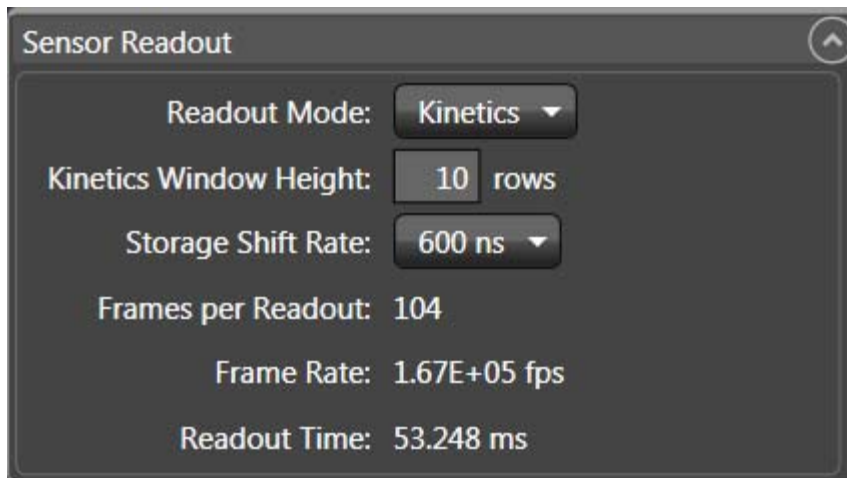 Sensor Readout
Readout Mode: Kinetics
Kinetics Window Height: 10 rows
Storage Shift Rate: 600 ns
Frames per Readout: 104
Frame Rate: 1.67E+05 fps
Readout Time: 53.248 ms